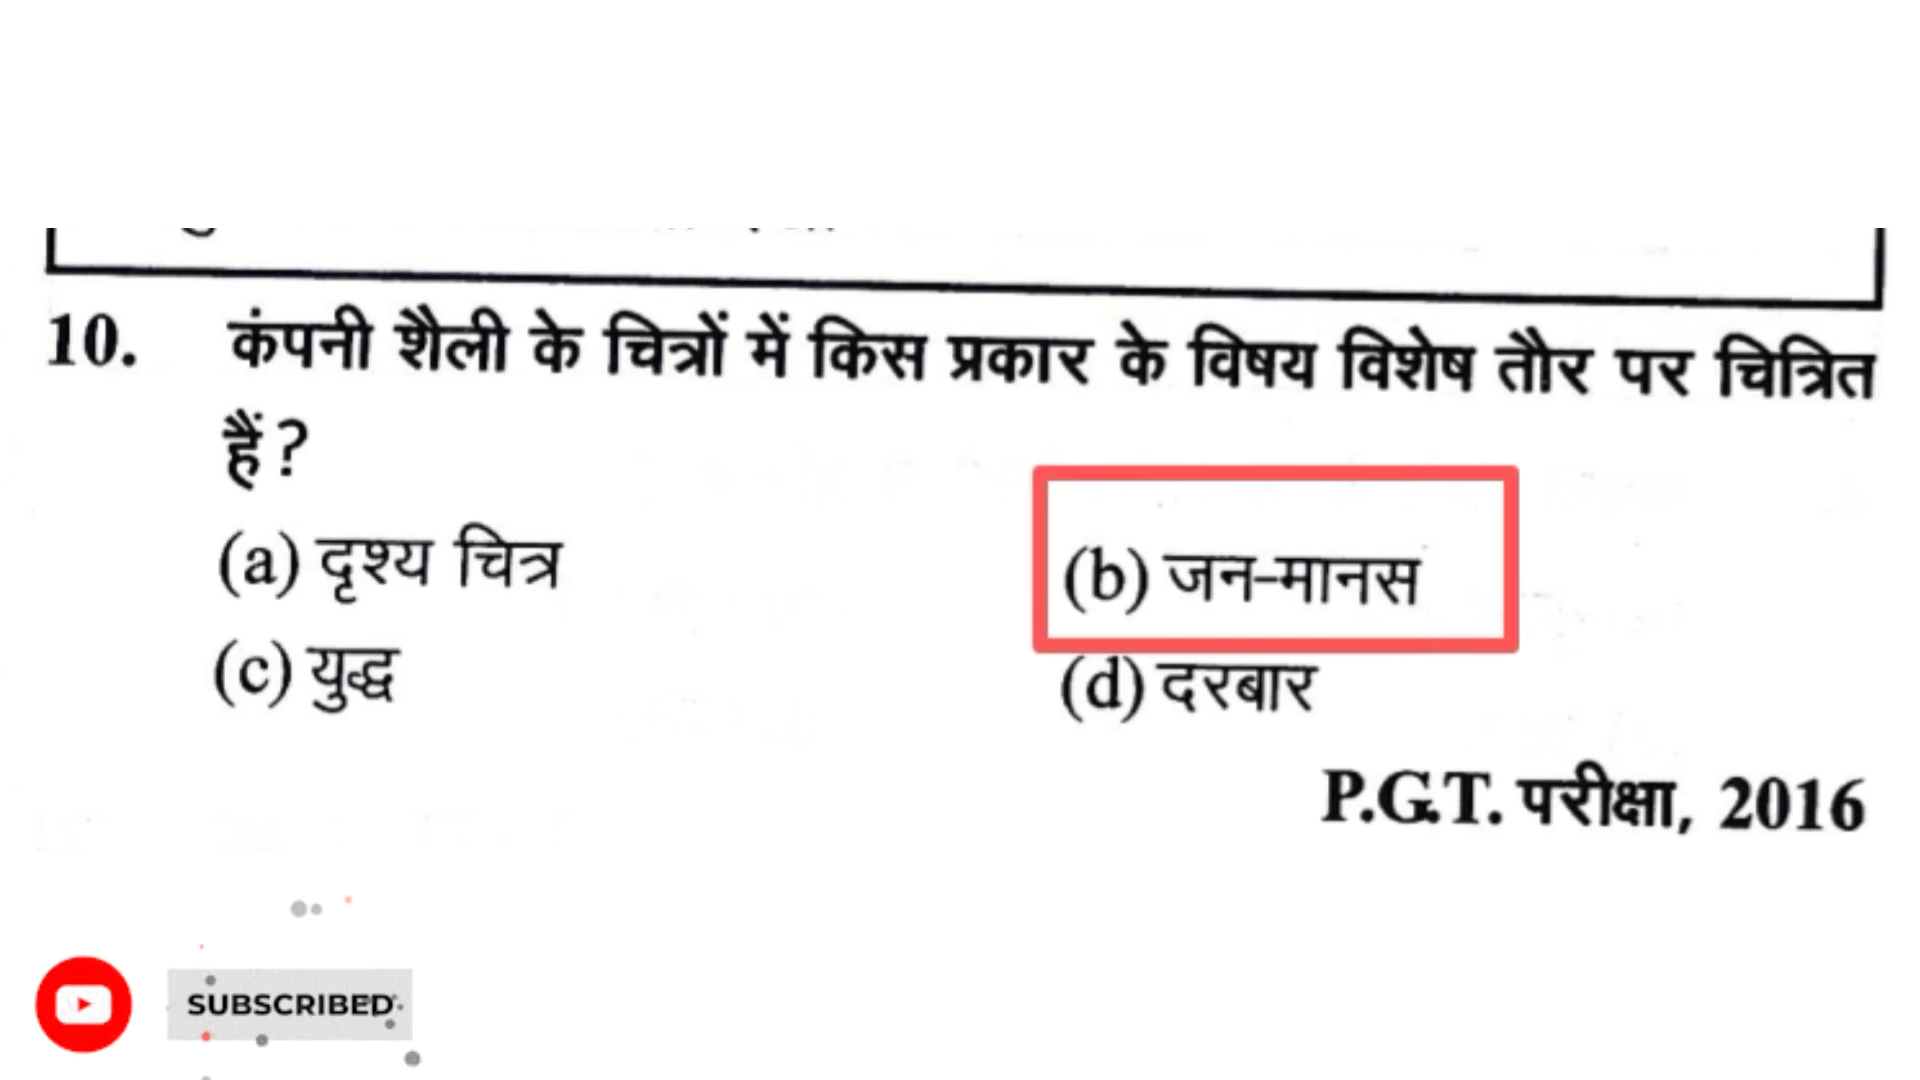 10. कंपनी शैली के चित्रों में किस प्रकार के विषय विशेष तौर पर चित्रित
हैं?
(a) दृश्य चित्र (b) जन-मानस
(c) युद्ध (d) दरबार
P.G.T. परीक्षा, 2016
SUBSCRIBED